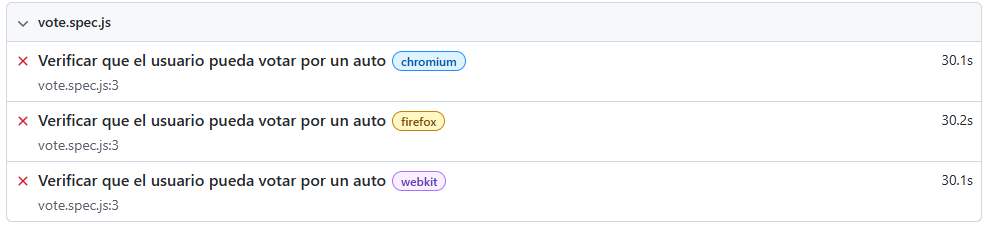 vote.spec.js
Verificar que el usuario pueda votar por un auto chromium 30.1s
vote.spec.js:3
Verificar que el usuario pueda votar por un auto firefox 30.2s
vote.spec.js:3
Verificar que el usuario pueda votar por un auto webkit 30.1s
vote.spec.js:3